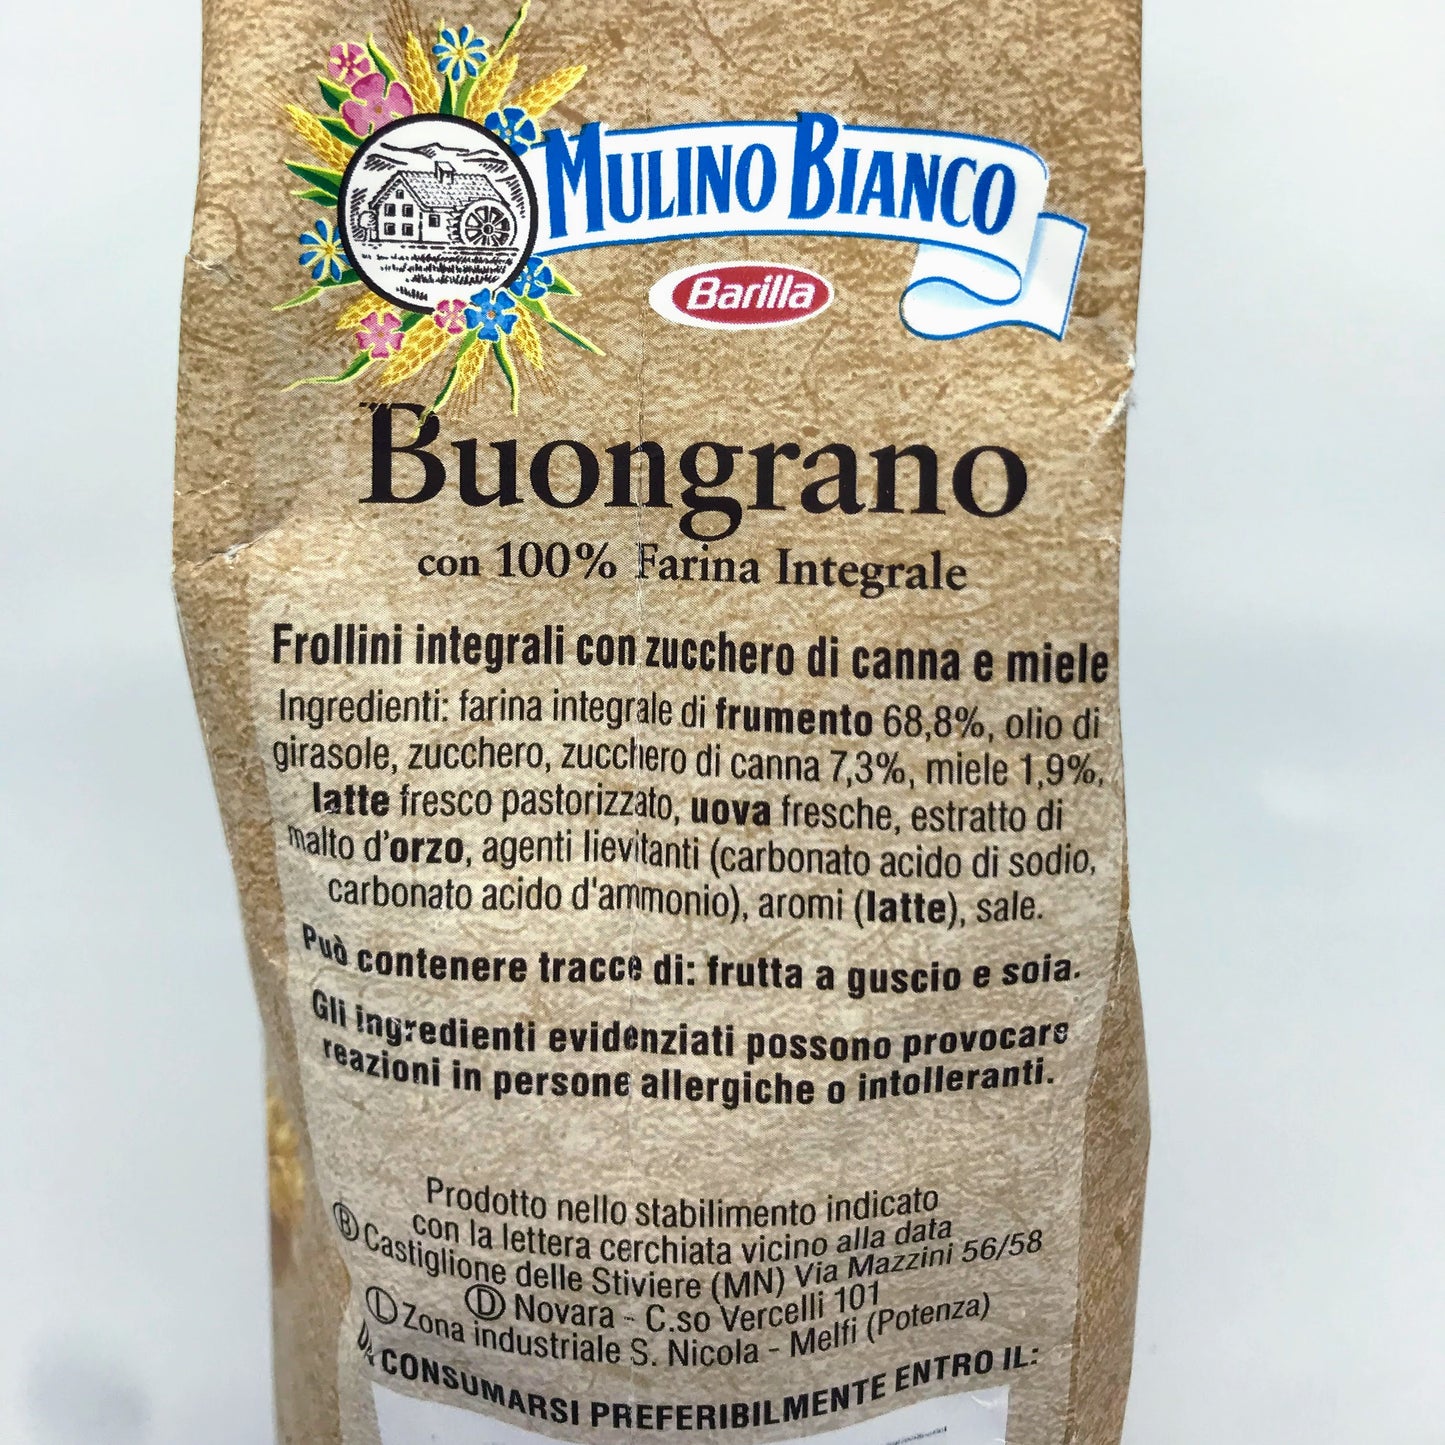 MULINO BIANCO
Barilla
Buongrano
con 100% Farina Integrale
Frollini integrali con zucchero di canna e miele
Ingredienti: farina integrale di frumento 68,8%, olio di
girasole, zucchero, zucchero di canna 7,3%, miele 1,9%,
latte fresco pastorizzato, uova fresche, estratto di
malto d'orzo, agenti lievitanti (carbonato acido di sodio,
carbonato acido d'ammonio), aromi (latte), sale.
Può contenere tracce di: frutta a guscio e soia.
Gli ingredienti evidenziati possono provocare
reazioni in persone allergiche o intolleranti.
Prodotto nello stabilimento indicato
con la lettera cerchiata vicino alla data
Ⓑ Castiglione delle Stiviere (MN) Via Mazzini 56/58
Ⓓ Novara - C.so Vercelli 101
Ⓛ Zona industriale S. Nicola - Melfi (Potenza)
DA CONSUMARSI PREFERIBILMENTE ENTRO IL: